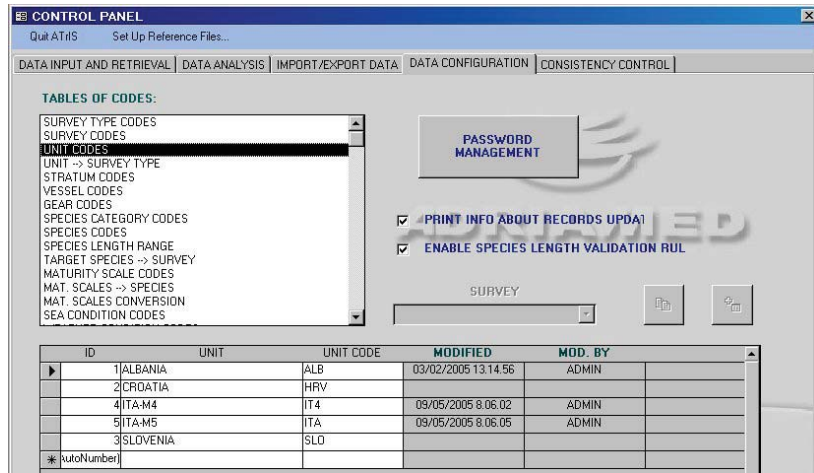 CONTROL PANEL
Quit ATrIS Set Up Reference Files...
DATA INPUT AND RETRIEVAL DATA ANALYSIS IMPORT/EXPORT DATA DATA CONFIGURATION CONSISTENCY CONTROL
TABLES OF CODES:
SURVEY TYPE CODES
SURVEY CODES
UNIT CODES
UNIT --> SURVEY TYPE
STRATUM CODES
VESSEL CODES
GEAR CODES
SPECIES CATEGORY CODES
SPECIES CODES
SPECIES LENGTH RANGE
TARGET SPECIES --> SURVEY
MATURITY SCALE CODES
MAT. SCALES --> SPECIES
MAT. SCALES CONVERSION
SEA CONDITION CODES
PASSWORD
MANAGEMENT
ADRIAMED
PRINT INFO ABOUT RECORDS UPDAT
ENABLE SPECIES LENGTH VALIDATION RUL
SURVEY
ID UNIT UNIT CODE MODIFIED MOD. BY
1 ALBANIA ALB 03/02/2005 13.14.56 ADMIN
2 CROATIA HRV
4 ITA-M4 IT4 09/05/2005 8.06.02 ADMIN
5 ITA-M5 ITA 09/05/2005 8.06.05 ADMIN
3 SLOVENIA SLO
AutoNumber)